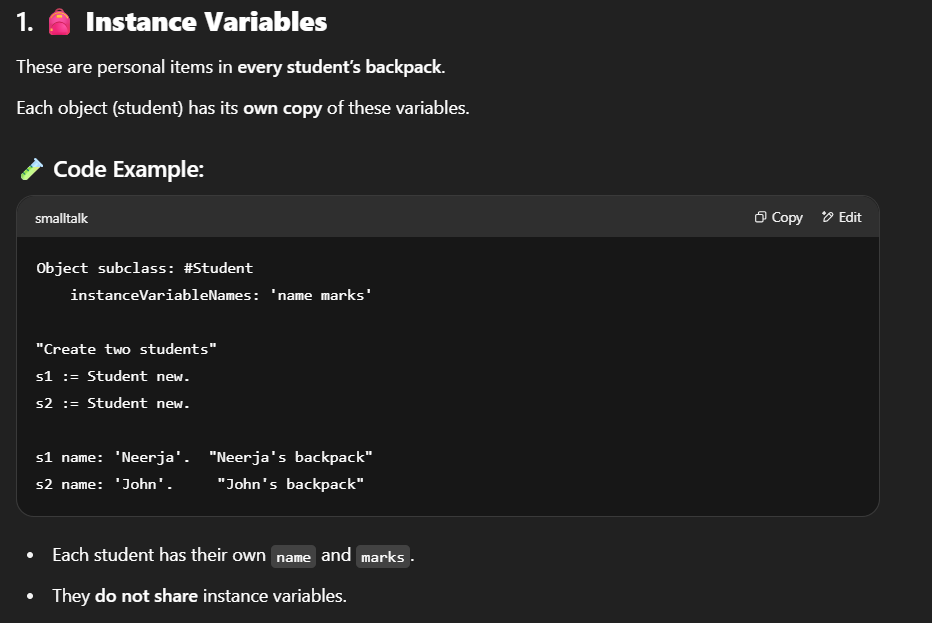 1. 🎒 Instance Variables
These are personal items in every student’s backpack.
Each object (student) has its own copy of these variables.
🧪 Code Example:
smalltalk Copy Edit
Object subclass: #Student
    instanceVariableNames: 'name marks'
"Create two students"
s1 := Student new.
s2 := Student new.
s1 name: 'Neerja'.  "Neerja's backpack"
s2 name: 'John'.     "John's backpack"
• Each student has their own name and marks.
• They do not share instance variables.